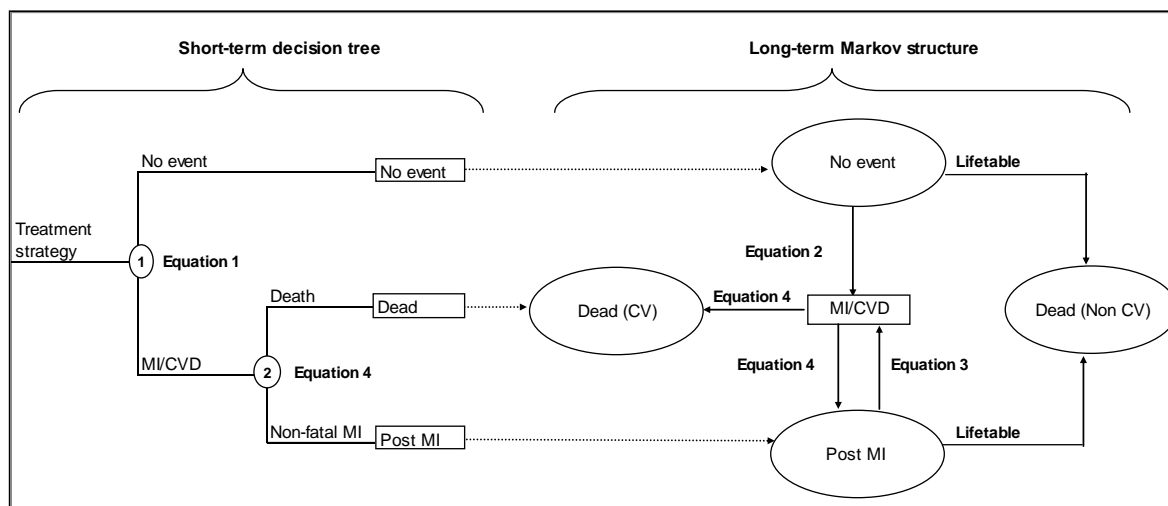 Short-term decision tree
Long-term Markov structure
No event
No event
No event
Lifetable
Treatment
strategy
1
Equation 1
Equation 2
Death
Dead
Dead (CV)
Equation 4
MI/CVD
Dead (Non CV)
MI/CVD
2
Equation 4
Equation 4
Equation 3
Non-fatal MI
Post MI
Post MI
Lifetable